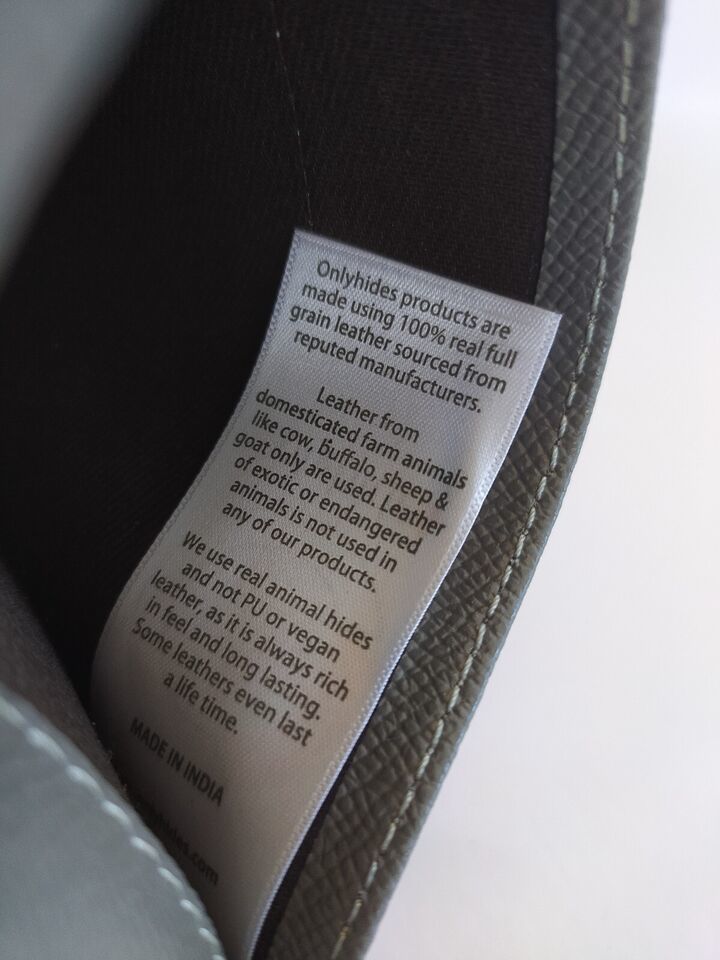 Onlyhides products are
made using 100% real full
grain leather sourced from
reputed manufacturers.
Leather from
domesticated farm animals
like cow, buffalo, sheep &
goat only are used. Leather
of exotic or endangered
animals is not used in
any of our products.
We use real animal hides
and not PU or vegan
leather, as it is always rich
in feel and long lasting.
Some leathers even last
a life time.
MADE IN INDIA